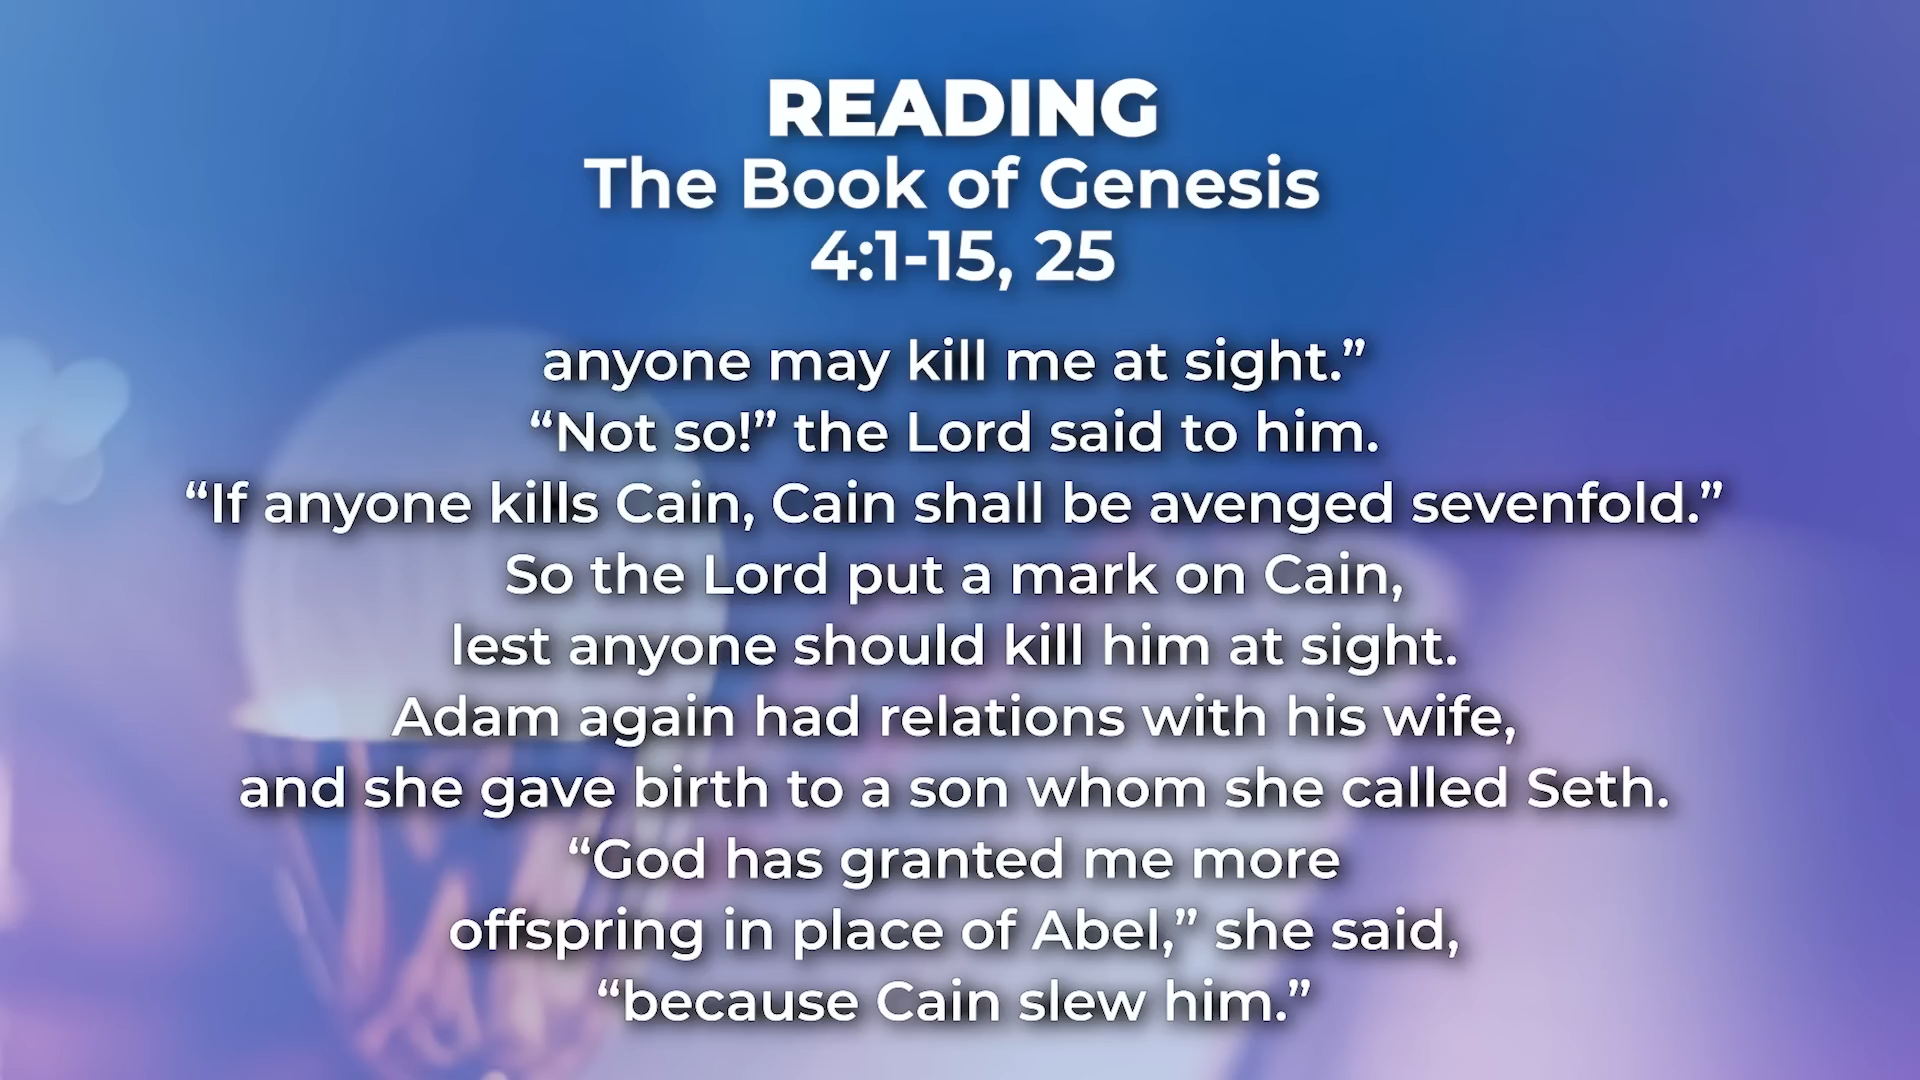 READING
The Book of Genesis
4:1-15, 25
anyone may kill me at sight.”
“Not so!” the Lord said to him.
“If anyone kills Cain, Cain shall be avenged sevenfold.”
So the Lord put a mark on Cain,
lest anyone should kill him at sight.
Adam again had relations with his wife,
and she gave birth to a son whom she called Seth.
“God has granted me more
offspring in place of Abel,” she said,
“because Cain slew him.”